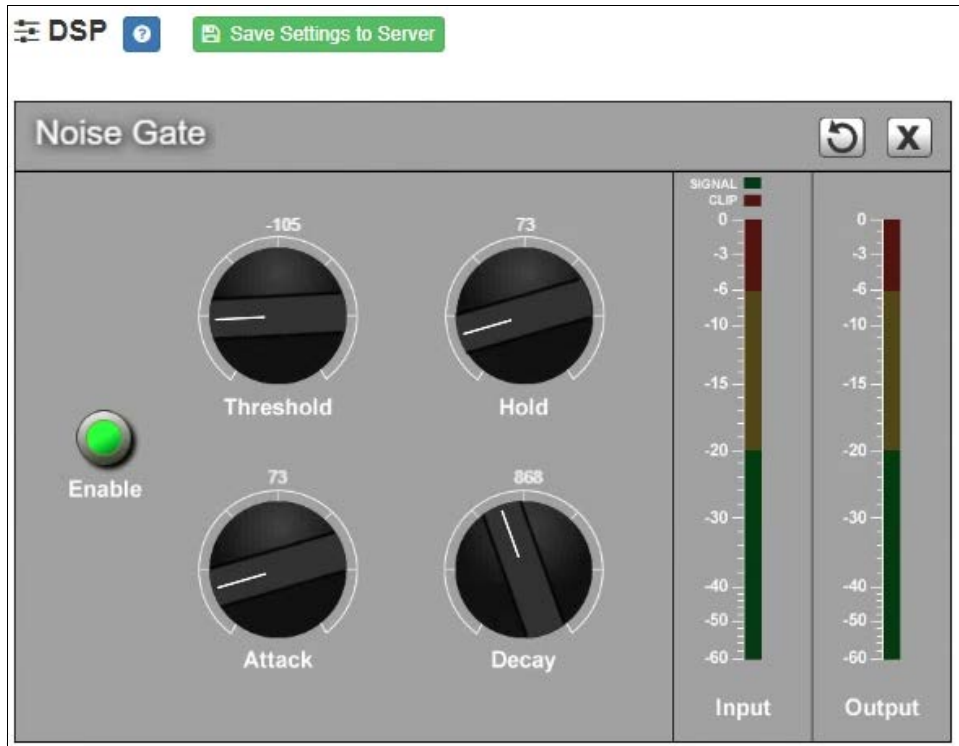 DSP ? Save Settings to Server
Noise Gate X
-105
Threshold
73
Hold
Enable
73
Attack
868
Decay
SIGNAL
CLIP
0
-3
-6
-10
-15
-20
-30
-40
-50
-60
Input
0
-3
-6
-10
-15
-20
-30
-40
-50
-60
Output